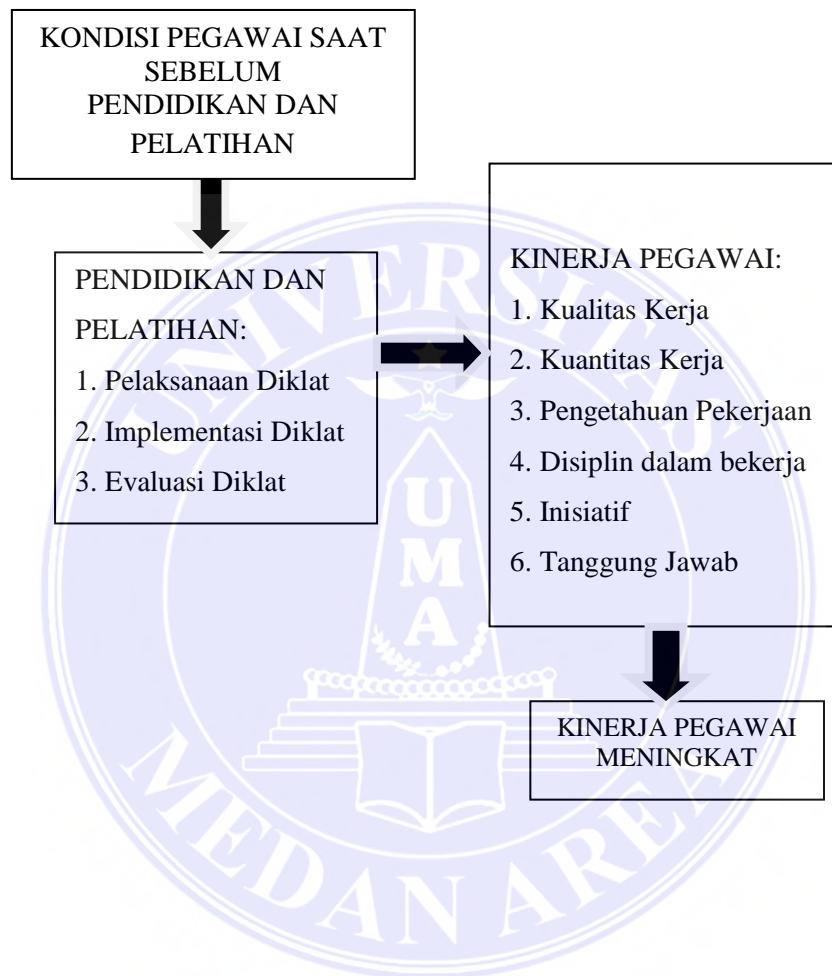 KONDISI PEGAWAI SAAT
SEBELUM
PENDIDIKAN DAN
PELATIHAN
PENDIDIKAN DAN
PELATIHAN:
1. Pelaksanaan Diklat
2. Implementasi Diklat
3. Evaluasi Diklat
KINERJA PEGAWAI:
1. Kualitas Kerja
2. Kuantitas Kerja
3. Pengetahuan Pekerjaan
4. Disiplin dalam bekerja
5. Inisiatif
6. Tanggung Jawab
KINERJA PEGAWAI
MENINGKAT
UNIVERSITAS
UMA
MEDAN AREA